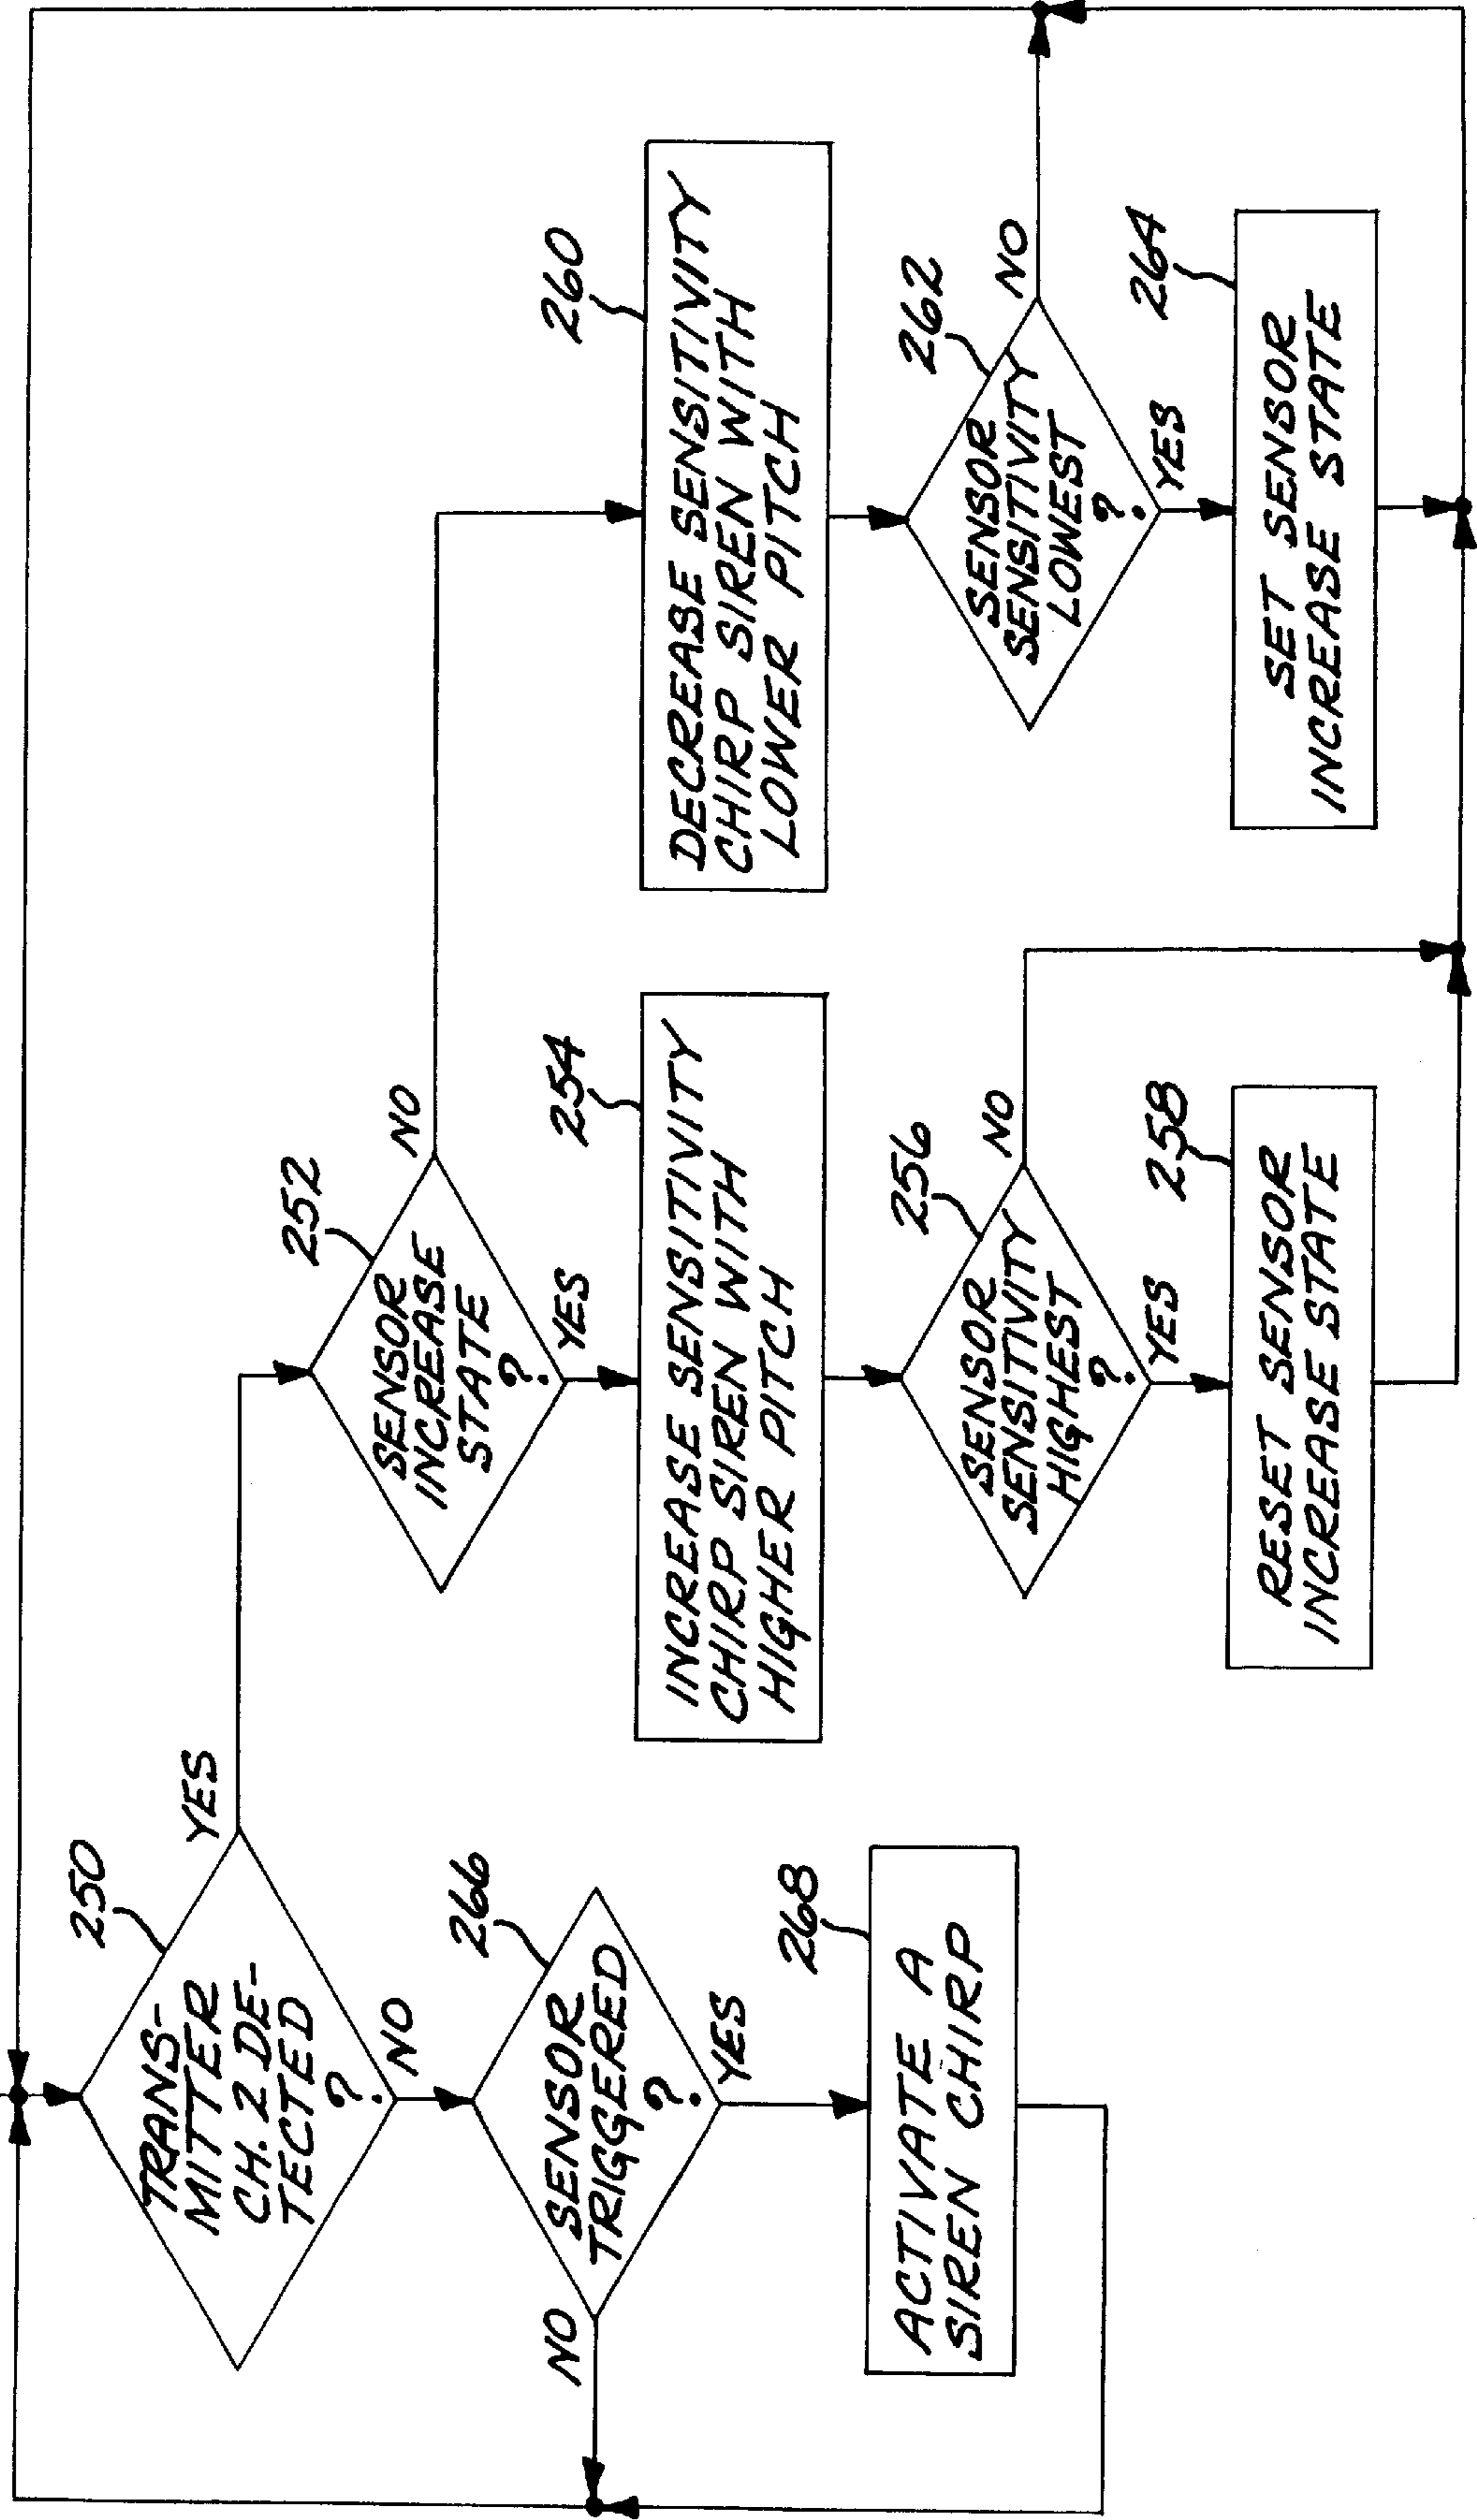 250
TRANS-
MITTER
CH. 2 DE-
TECTED
?
YES
NO
266
SENSOR
TRIGGERED
?
NO
YES
268
ACTIVATE A
SIREN CHIRP
252
SENSOR
INCREASE
STATE
?
NO
YES
254
INCREASE SENSITIVITY
CHIRP SIREN WITH
HIGHER PITCH
256
SENSOR
SENSITIVITY
HIGHEST
?
NO
YES
258
RESET SENSOR
INCREASE STATE
260
DECREASE SENSITIVITY
CHIRP SIREN WITH
LOWER PITCH
262
SENSOR
SENSITIVITY
LOWEST
?
NO
YES
264
SET SENSOR
INCREASE STATE